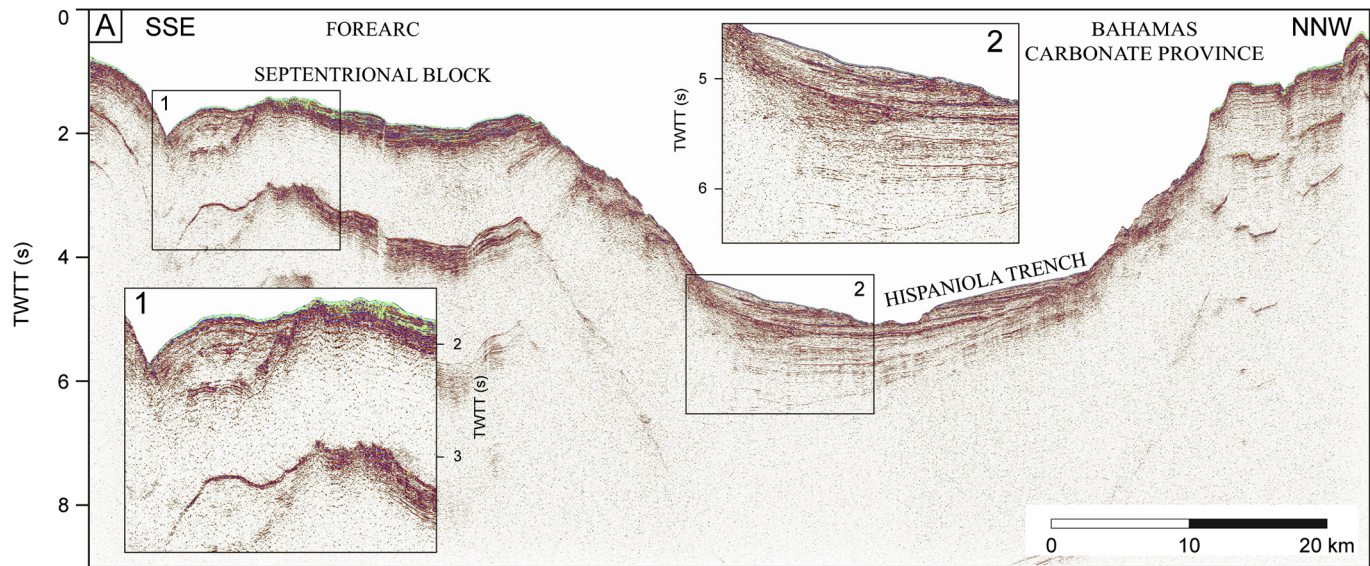 A SSE
FOREARC
BAHAMAS
CARBONATE PROVINCE
NNW
SEPTENTRIONAL BLOCK
TWTT (s)
0
2
4
6
8
1
2
TWTT (s)
5
6
2
HISPANIOLA TRENCH
1
TWTT (s)
2
3
0
10
20 km